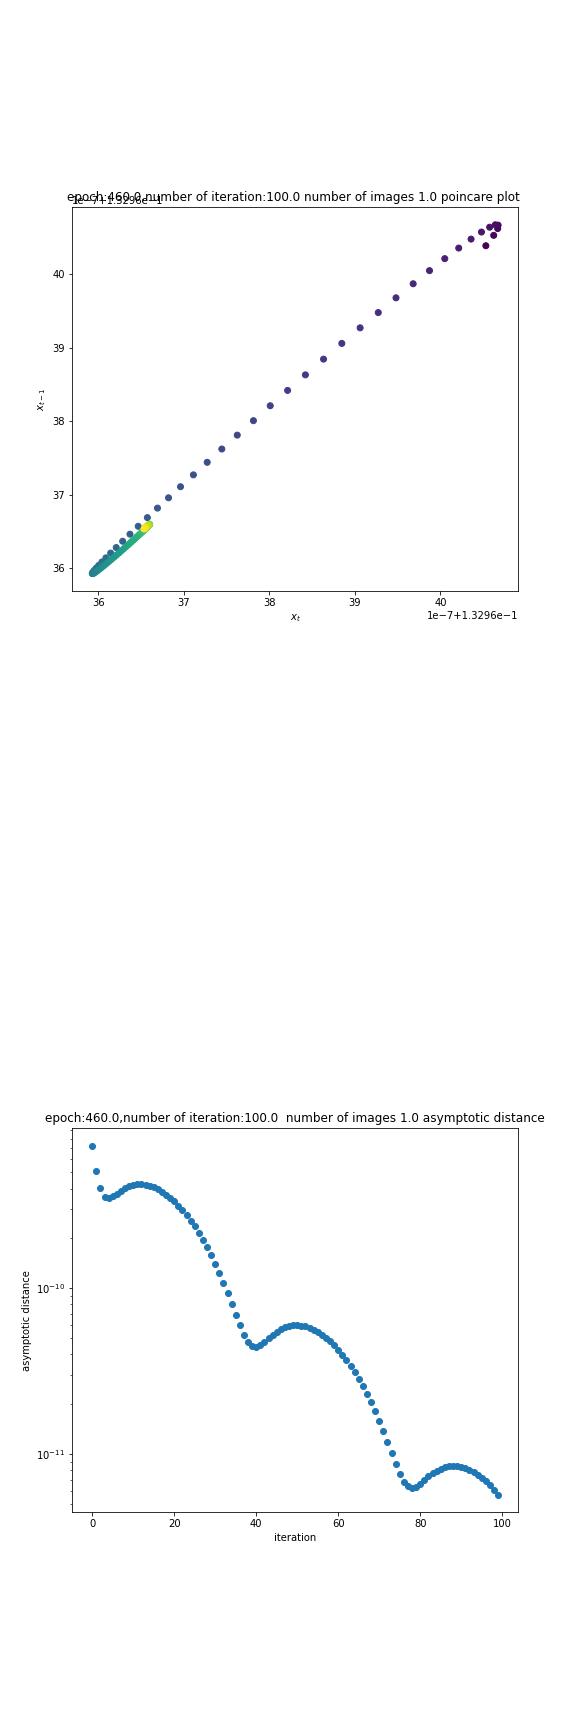 epoch:460.0,number of iteration:100.0 number of images 1.0 poincare plot
1e−7+1.3296e−1
40
39
38
37
36
x_{t−1}
36 37 38 39 40
x_t
1e−7+1.3296e−1
epoch:460.0,number of iteration:100.0  number of images 1.0 asymptotic distance
10^{−10}
10^{−11}
asymptotic distance
0 20 40 60 80 100
iteration